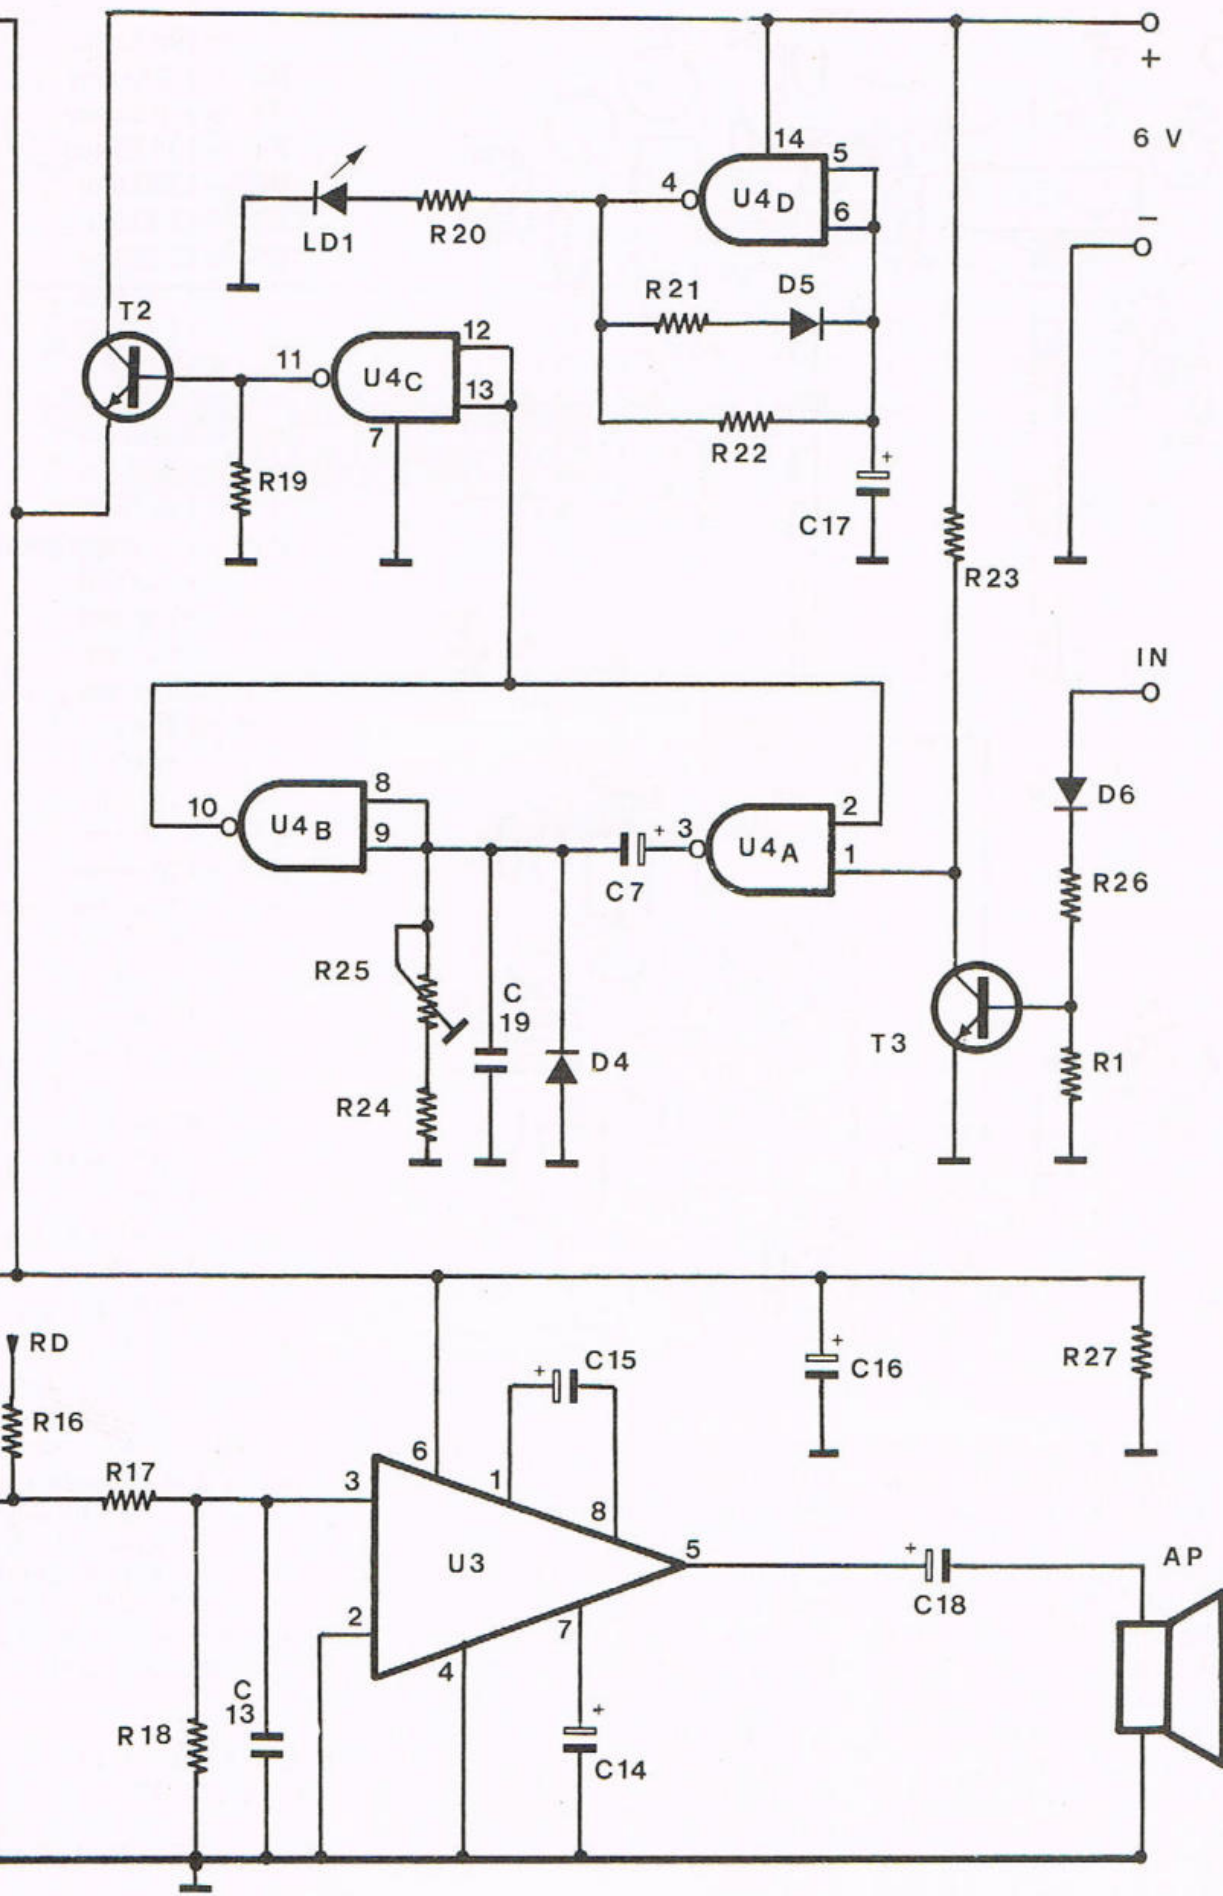 +
6 V
−
14
5
4
U4D
6
LD1
R20
R21
D5
T2
12
11
U4C
13
7
R22
+
R19
C17
R23
IN
8
2
10
U4B
9
+
3
U4A
1
D6
C7
R26
R25
C
19
T3
D4
R1
R24
RD
+
C15
+
C16
R27
R16
6
R17
3
1
8
U3
5
+
AP
C18
2
7
4
C
13
+
R18
C14